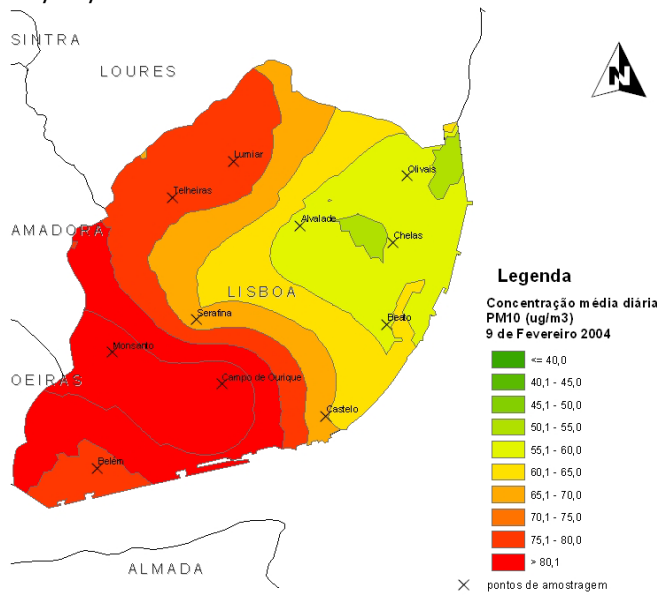 SINTRA
LOURES
N
Lumiar
Olivais
Telheiras
Alvalade
AMADORA
Chelas
LISBOA
Serafina
Beato
Monsanto
OEIRAS
Campo de Ourique
Castelo
Belém
ALMADA
Legenda
Concentração média diária
PM10 (ug/m3)
9 de Fevereiro 2004
<= 40,0
40,1 - 45,0
45,1 - 50,0
50,1 - 55,0
55,1 - 60,0
60,1 - 65,0
65,1 - 70,0
70,1 - 75,0
75,1 - 80,0
> 80,1
pontos de amostragem